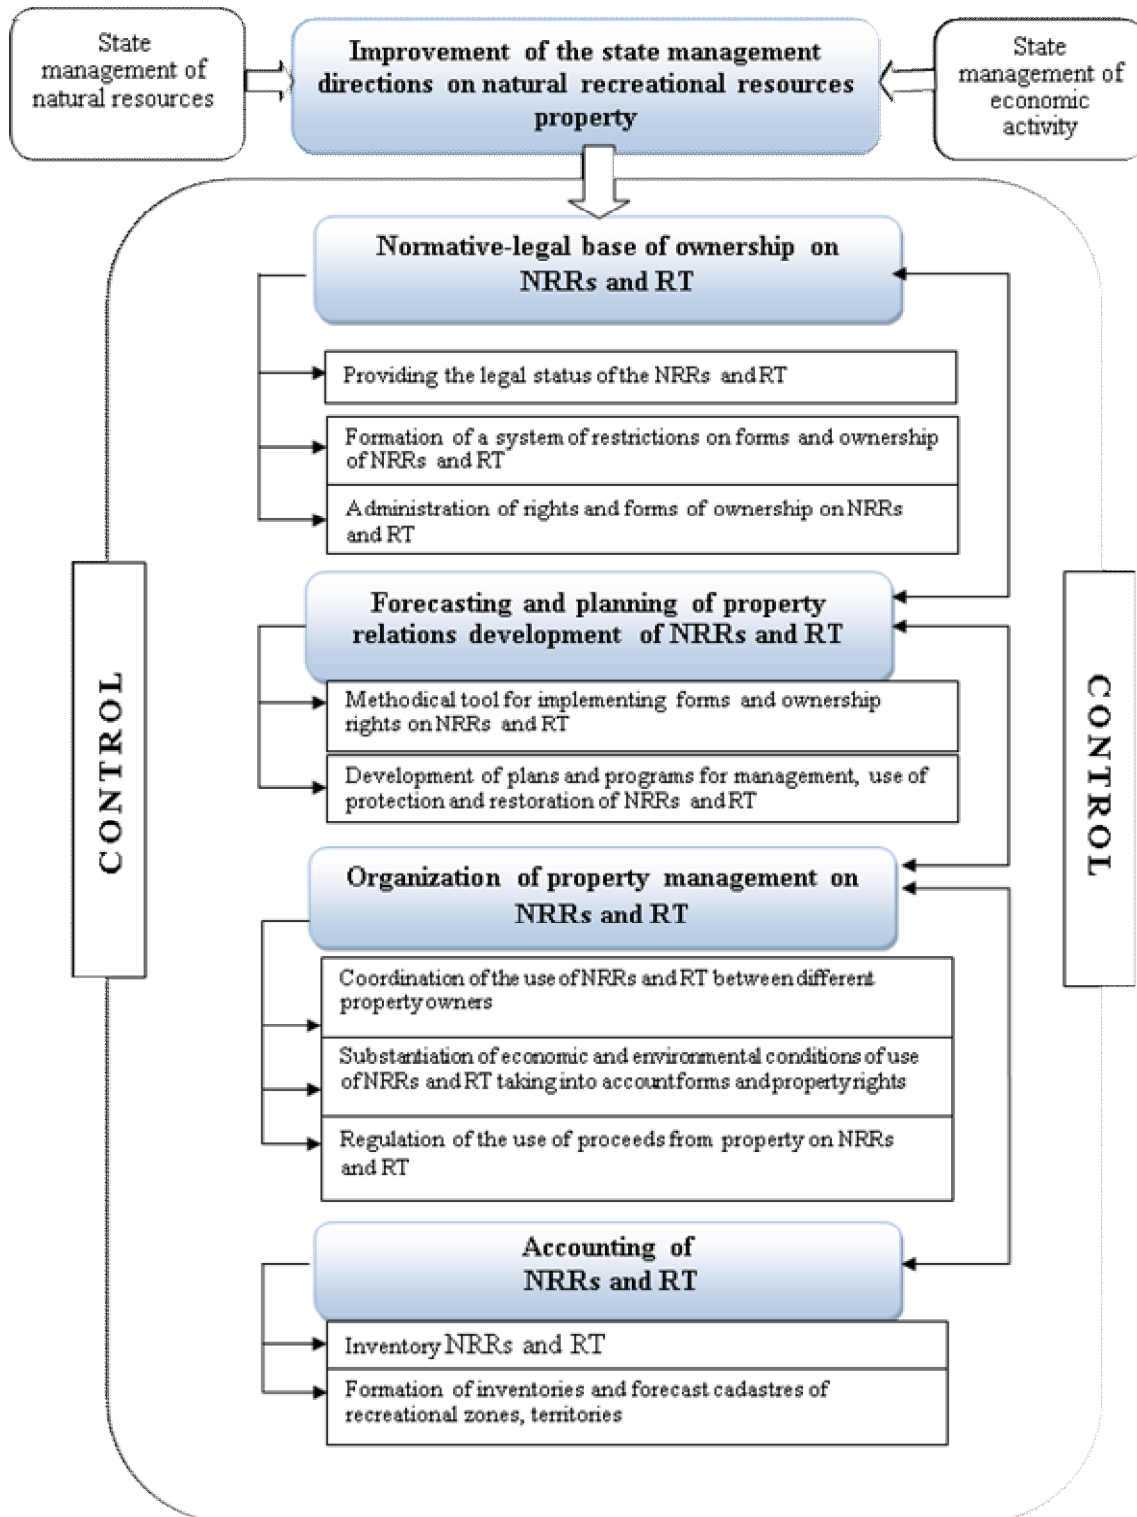 State
management of
natural resources
Improvement of the state management
directions on natural recreational resources
property
State
management of
economic
activity
Normative-legal base of ownership on
NRRs and RT
Providing the legal status of the NRRs and RT
Formation of a system of restrictions on forms and ownership
of NRRs and RT
Administration of rights and forms of ownership on NRRs
and RT
CONTROL
CONTROL
Forecasting and planning of property
relations development of NRRs and RT
Methodical tool for implementing forms and ownership
rights on NRRs and RT
Development of plans and programs for management, use of
protection and restoration of NRRs and RT
Organization of property management on
NRRs and RT
Coordination of the use of NRRs and RT between different
property owners
Substantiation of economic and environmental conditions of use
of NRRs and RT taking into account forms and property rights
Regulation of the use of proceeds from property on NRRs
and RT
Accounting of
NRRs and RT
Inventory NRRs and RT
Formation of inventories and forecast cadastres of
recreational zones, territories